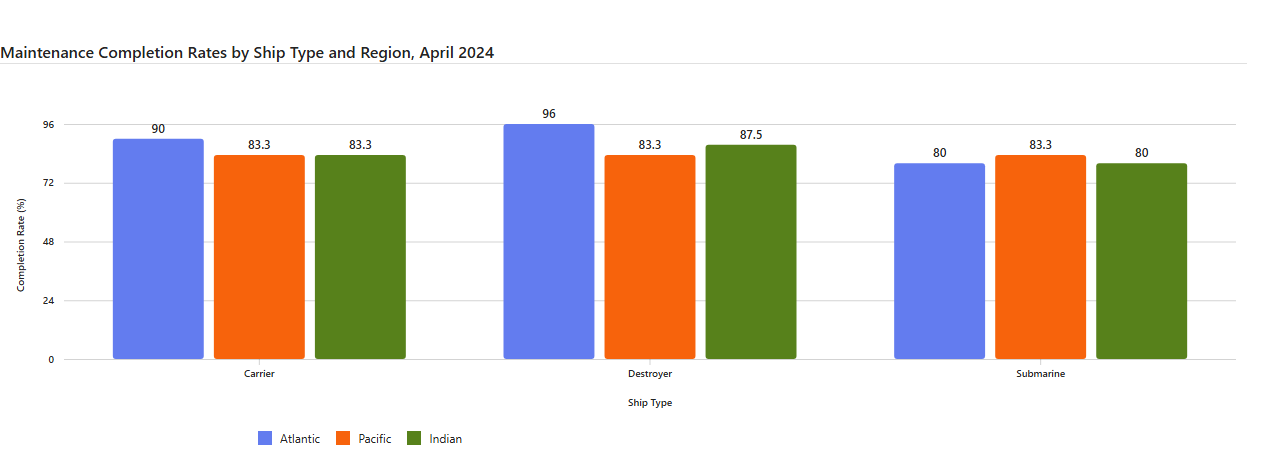 Maintenance Completion Rates by Ship Type and Region, April 2024
96
90
96
83.3
83.3
83.3
87.5
80
83.3
80
72
48
24
0
Completion Rate (%)
Carrier
Destroyer
Submarine
Ship Type
Atlantic
Pacific
Indian